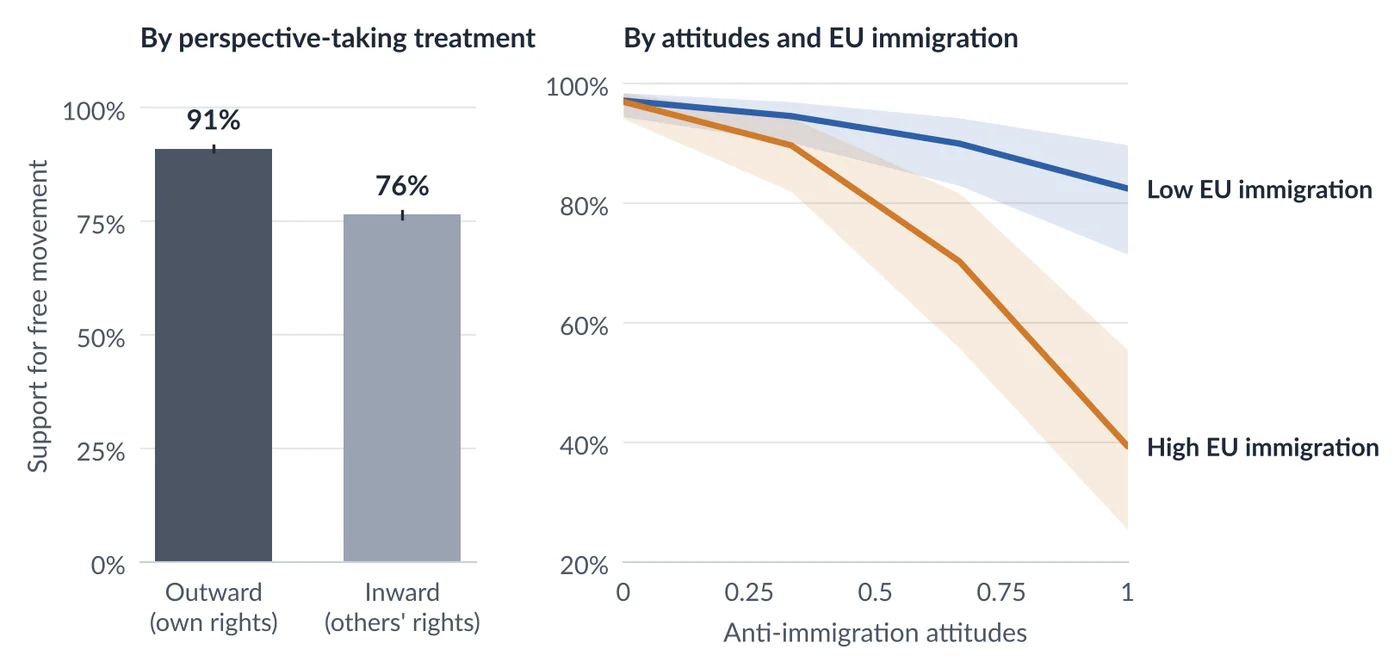 By perspective-taking treatment
Support for free movement
100%
75%
50%
25%
0%
91%
76%
Outward
(own rights)
Inward
(others' rights)
By attitudes and EU immigration
100%
80%
60%
40%
20%
0
0.25
0.5
0.75
1
Anti-immigration attitudes
Low EU immigration
High EU immigration